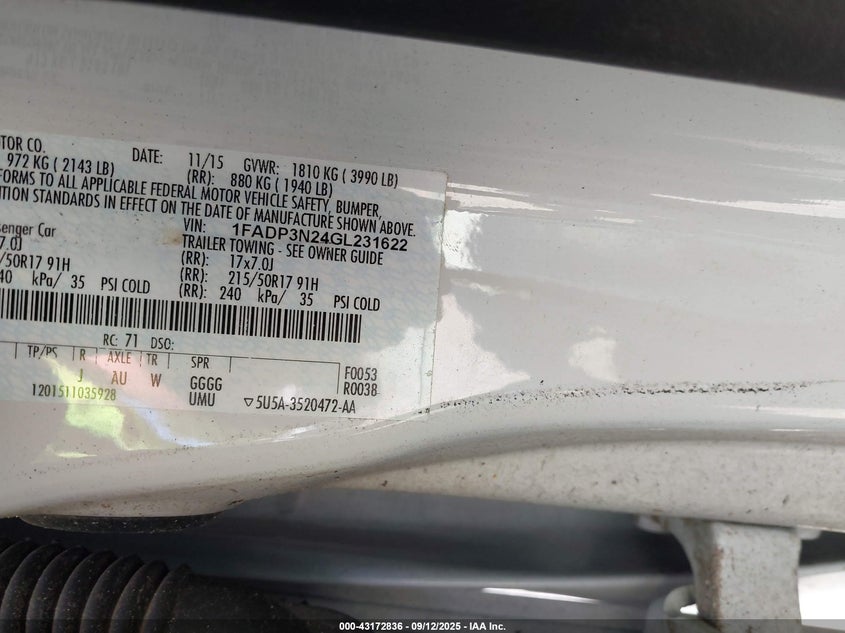 TOR CO. DATE: 11/15 GVWR: 1810 KG ( 3990 LB)
972 KG ( 2143 LB) (RR): 880 KG ( 1940 LB)
FORMS TO ALL APPLICABLE FEDERAL MOTOR VEHICLE SAFETY, BUMPER,
TION STANDARDS IN EFFECT ON THE DATE OF MANUFACTURE SHOWN ABOVE.
VIN: 1FADP3N24GL231622
senger Car TRAILER TOWING - SEE OWNER GUIDE
7.0J (RR): 17x7.0J
/50R17 91H (RR): 215/50R17 91H
40 kPa/ 35 PSI COLD (RR): 240 kPa/ 35 PSI COLD
RC: 71 DSO:
TP/PS R AXLE TR SPR F0053
J AU W GGGG R0038
1201511035928 UMU ▽5U5A-3520472-AA
000-43172836 - 09/12/2025 - IAA Inc.